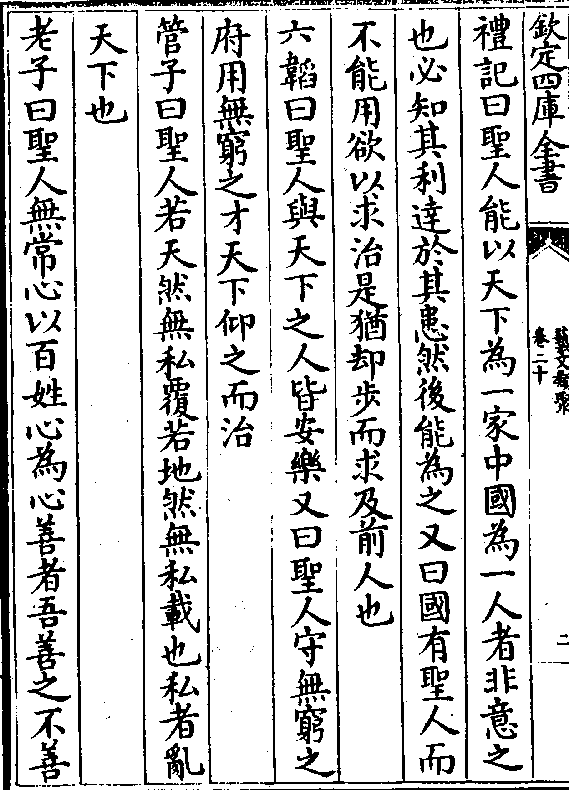 欽定四庫全書
藝文類聚
卷二十
二
禮記曰聖人能以天下為一家中國為一人者非意之
也必知其利達於其患然後能為之又曰國有聖人而
不能用欲以求治是猶却步而求及前人也
六韜曰聖人與天下之人皆安樂又曰聖人守無窮之
府用無窮之才天下仰之而治
管子曰聖人若天然無私覆若地然無私載也私者亂
天下也
老子曰聖人無常心以百姓心為心善者吾善之不善